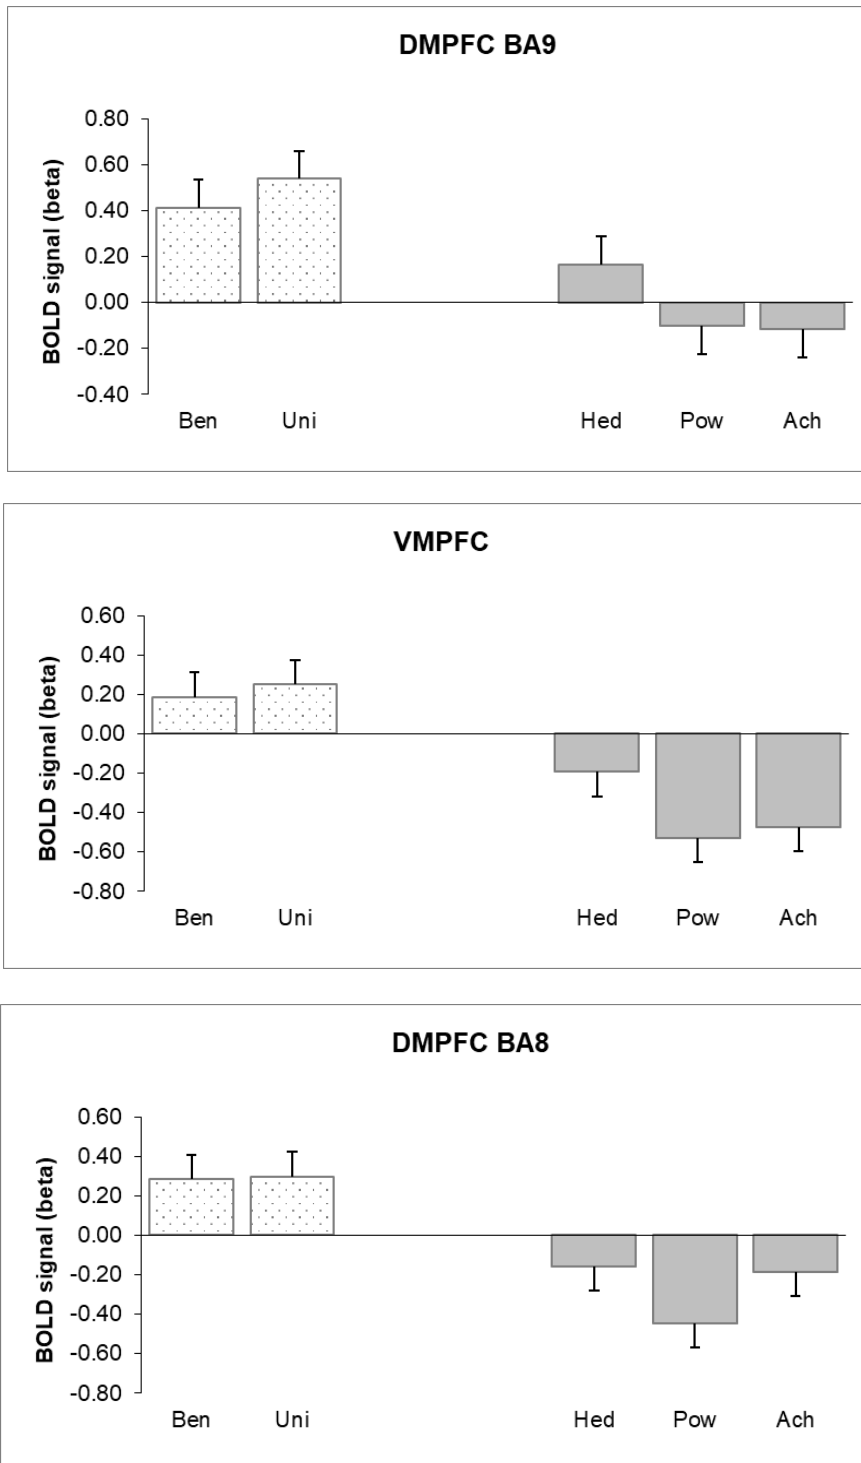 DMPFC BA9
BOLD signal (beta)
0.80
0.60
0.40
0.20
0.00
-0.20
-0.40
Ben Uni Hed Pow Ach
VMPFC
BOLD signal (beta)
0.60
0.40
0.20
0.00
-0.20
-0.40
-0.60
-0.80
Ben Uni Hed Pow Ach
DMPFC BA8
BOLD signal (beta)
0.60
0.40
0.20
0.00
-0.20
-0.40
-0.60
-0.80
Ben Uni Hed Pow Ach